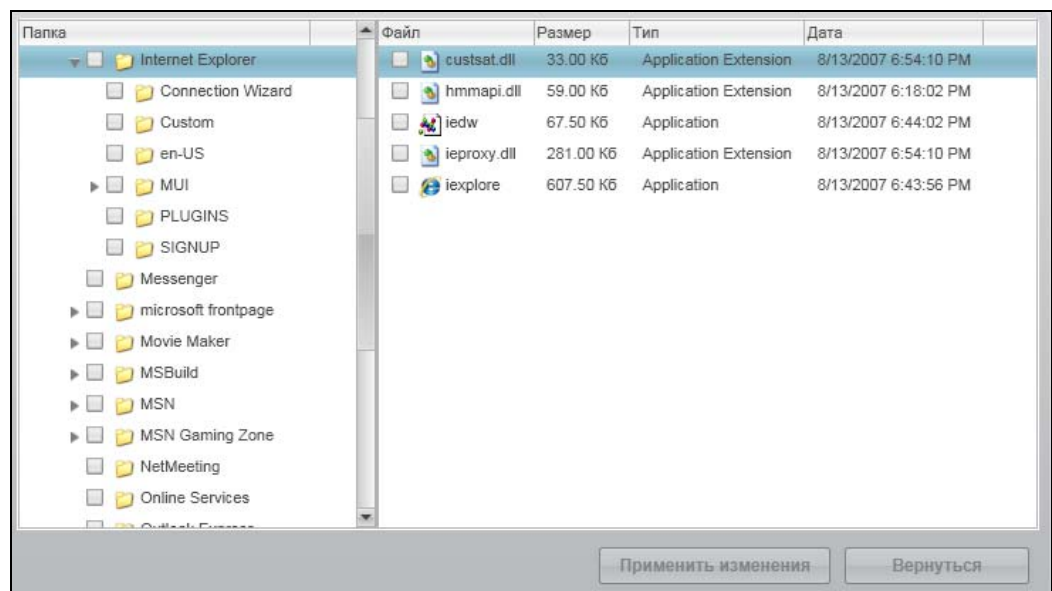 Папка
Internet Explorer
Connection Wizard
Custom
en-US
MUI
PLUGINS
SIGNUP
Messenger
microsoft frontpage
Movie Maker
MSBuild
MSN
MSN Gaming Zone
NetMeeting
Online Services
Outlook Express
Файл Размер Тип Дата
custsat.dll 33.00 Кб Application Extension 8/13/2007 6:54:10 PM
hmmapi.dll 59.00 Кб Application Extension 8/13/2007 6:18:02 PM
iedw 67.50 Кб Application 8/13/2007 6:44:02 PM
ieproxy.dll 281.00 Кб Application Extension 8/13/2007 6:54:10 PM
iexplore 607.50 Кб Application 8/13/2007 6:43:56 PM
Применить изменения Вернуться